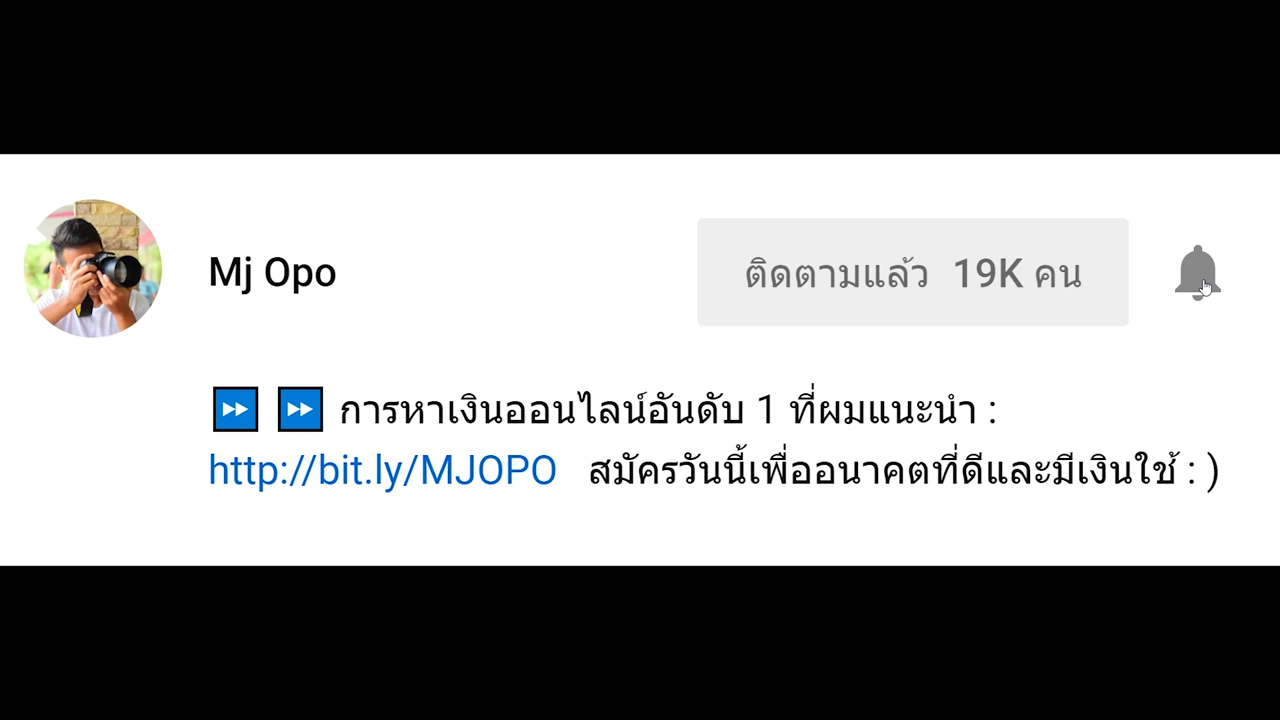 Mj Opo
ติดตามแล้ว 19K คน
⏩ ⏩ การหาเงินออนไลน์อันดับ 1 ที่ผมแนะนำ :
http://bit.ly/MJOPO สมัครวันนี้เพื่ออนาคตที่ดีและมีเงินใช้ : )